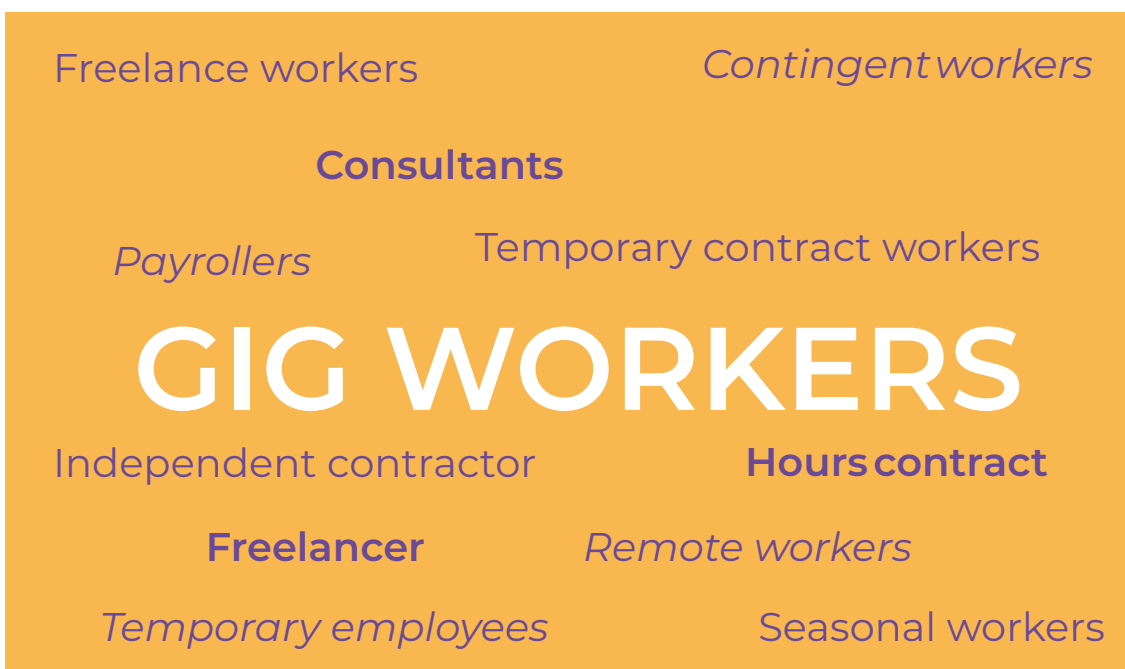 Freelance workers
Contingent workers
Consultants
Payrollers
Temporary contract workers
GIG WORKERS
Independent contractor
Hours contract
Freelancer
Remote workers
Temporary employees
Seasonal workers